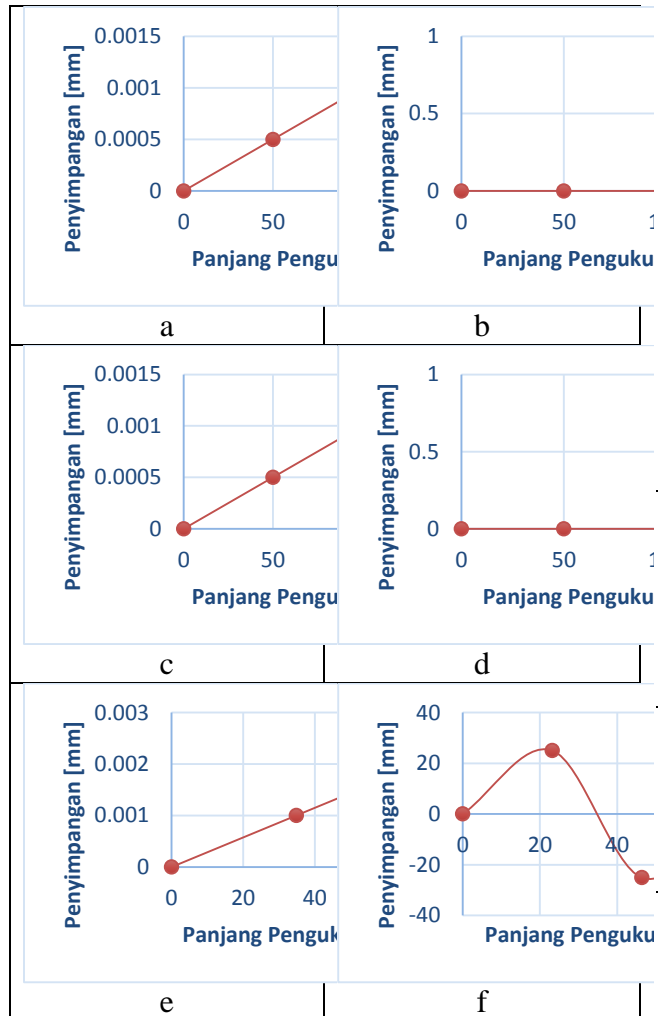 Penyimpangan [mm]
0.0015
0.001
0.0005
0
0 50
Panjang Penguk
a
Penyimpangan [mm]
1
0.5
0
0 50 1
Panjang Penguku
b
Penyimpangan [mm]
0.0015
0.001
0.0005
0
0 50
Panjang Pengu
c
Penyimpangan [mm]
1
0.5
0
0 50 1
Panjang Penguku
d
Penyimpangan [mm]
0.003
0.002
0.001
0
0 20 40
Panjang Penguk
e
Penyimpangan [mm]
40
20
0
0 20 40
-20
-40
Panjang Penguku
f